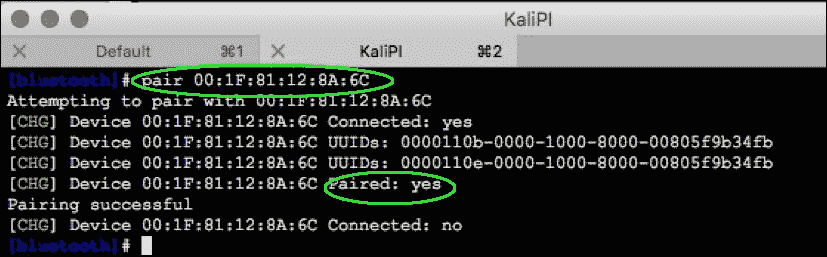 KaliPI
Default ⌘1 KaliPI ⌘2
[bluetooth]# pair 00:1F:81:12:8A:6C
Attempting to pair with 00:1F:81:12:8A:6C
[CHG] Device 00:1F:81:12:8A:6C Connected: yes
[CHG] Device 00:1F:81:12:8A:6C UUIDs: 0000110b-0000-1000-8000-00805f9b34fb
[CHG] Device 00:1F:81:12:8A:6C UUIDs: 0000110e-0000-1000-8000-00805f9b34fb
[CHG] Device 00:1F:81:12:8A:6C Paired: yes
Pairing successful
[CHG] Device 00:1F:81:12:8A:6C Connected: no
[bluetooth]#